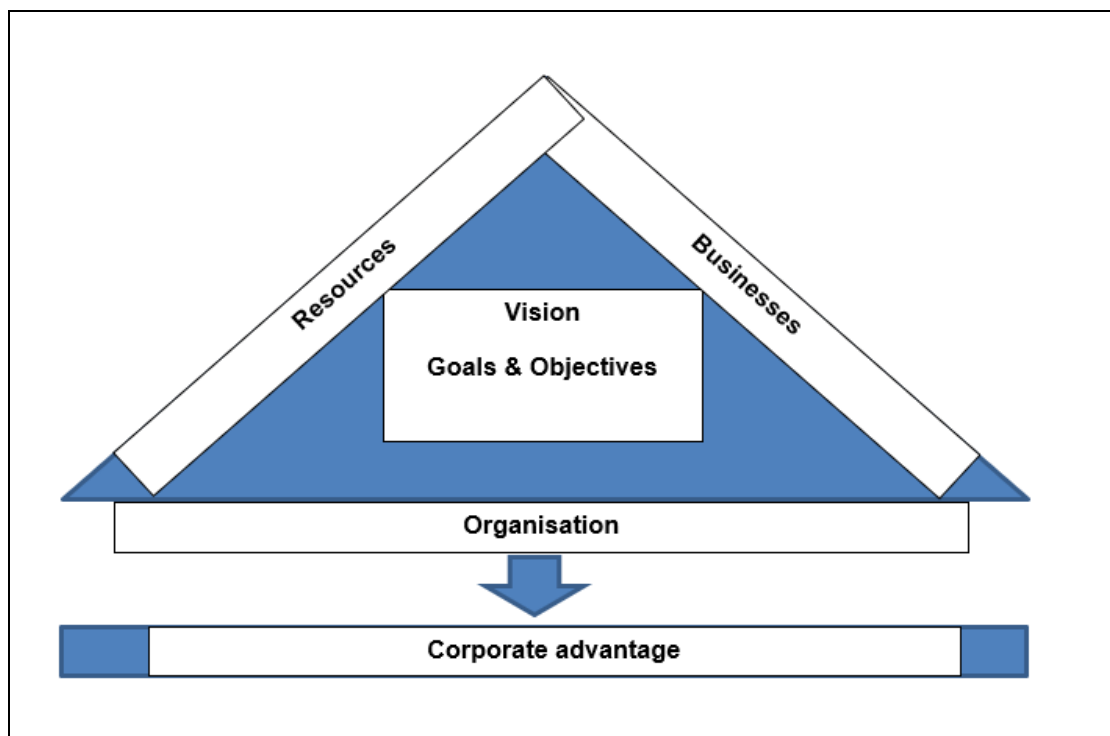 Resources
Businesses
Vision
Goals & Objectives
Organisation
Corporate advantage